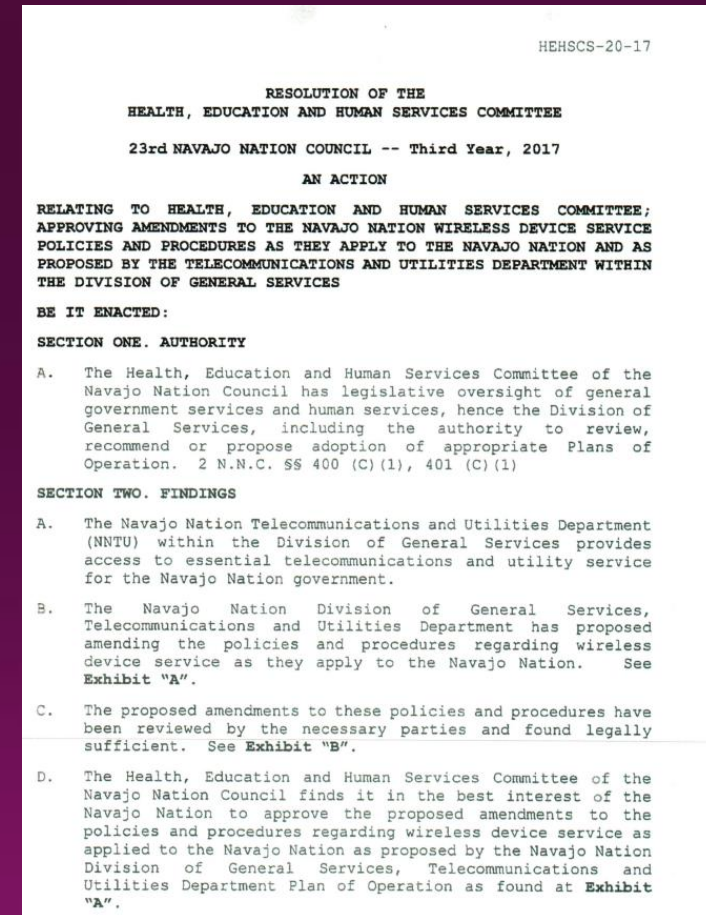 HEHSCS-20-17
RESOLUTION OF THE
HEALTH, EDUCATION AND HUMAN SERVICES COMMITTEE
23rd NAVAJO NATION COUNCIL -- Third Year, 2017
AN ACTION
RELATING TO HEALTH, EDUCATION AND HUMAN SERVICES COMMITTEE;
APPROVING AMENDMENTS TO THE NAVAJO NATION WIRELESS DEVICE SERVICE
POLICIES AND PROCEDURES AS THEY APPLY TO THE NAVAJO NATION AND AS
PROPOSED BY THE TELECOMMUNICATIONS AND UTILITIES DEPARTMENT WITHIN
THE DIVISION OF GENERAL SERVICES
BE IT ENACTED:
SECTION ONE. AUTHORITY
A. The Health, Education and Human Services Committee of the
Navajo Nation Council has legislative oversight of general
government services and human services, hence the Division of
General Services, including the authority to review,
recommend or propose adoption of appropriate Plans of
Operation. 2 N.N.C. §§ 400 (C)(1), 401 (C)(1)
SECTION TWO. FINDINGS
A. The Navajo Nation Telecommunications and Utilities Department
(NNTU) within the Division of General Services provides
access to essential telecommunications and utility service
for the Navajo Nation government.
B. The Navajo Nation Division of General Services,
Telecommunications and Utilities Department has proposed
amending the policies and procedures regarding wireless
device service as they apply to the Navajo Nation. See
Exhibit "A".
C. The proposed amendments to these policies and procedures have
been reviewed by the necessary parties and found legally
sufficient. See Exhibit "B".
D. The Health, Education and Human Services Committee of the
Navajo Nation Council finds it in the best interest of the
Navajo Nation to approve the proposed amendments to the
policies and procedures regarding wireless device service as
applied to the Navajo Nation as proposed by the Navajo Nation
Division of General Services, Telecommunications and
Utilities Department Plan of Operation as found at Exhibit
"A".